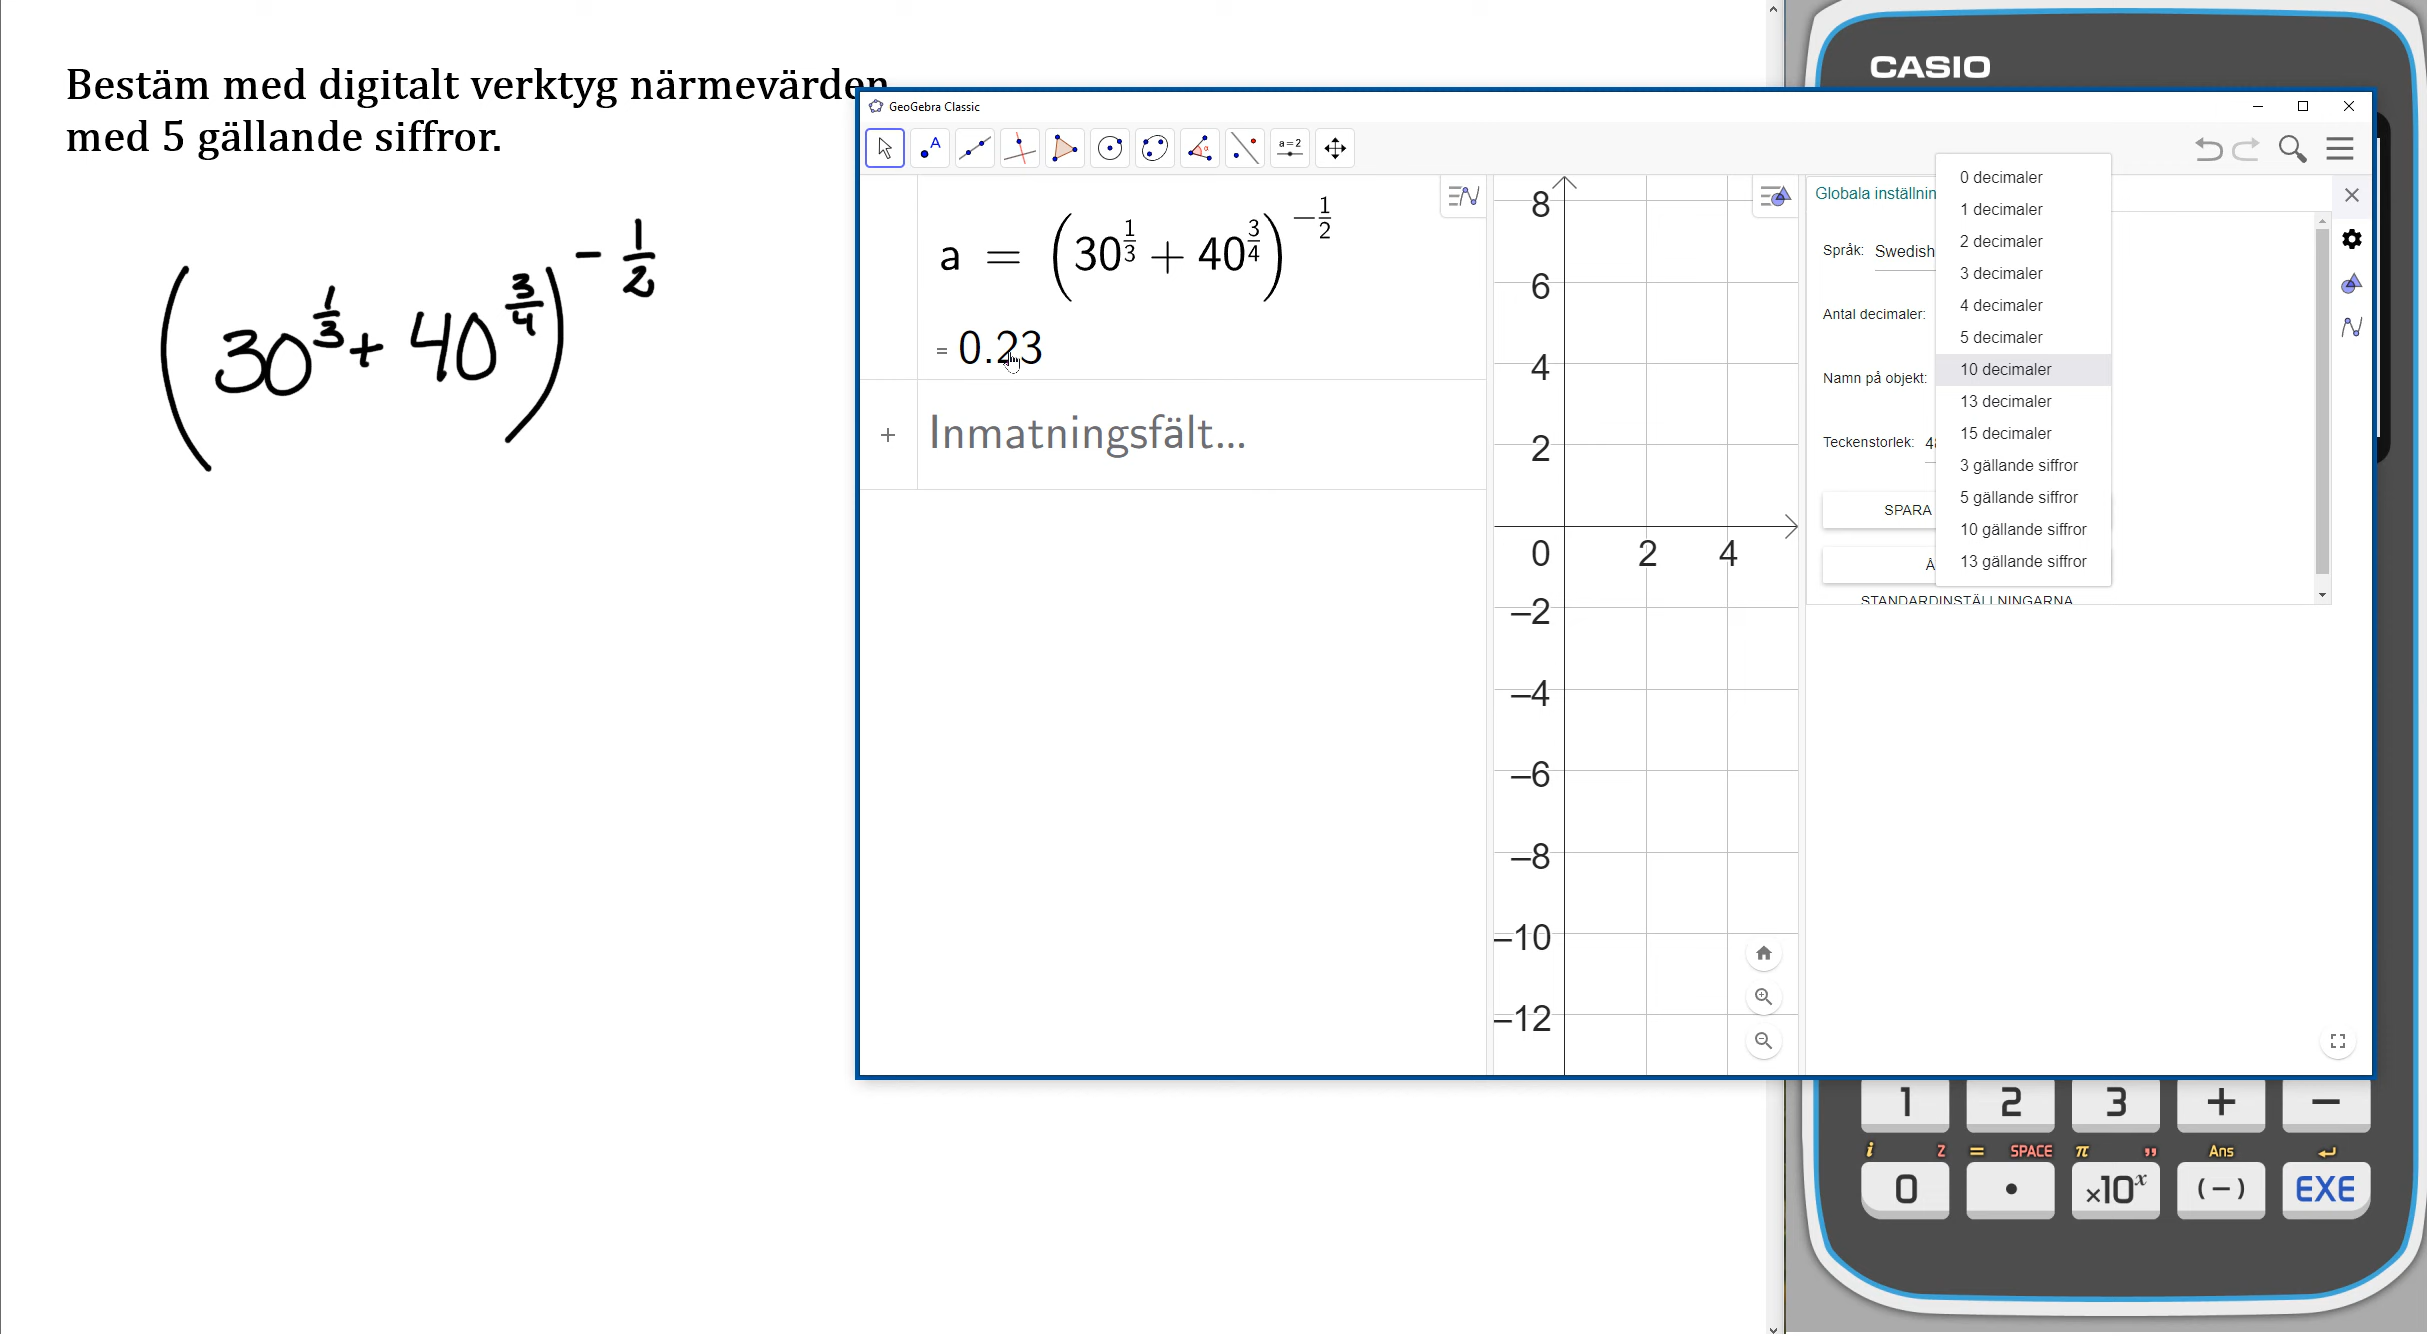 Bestäm med digitalt verktyg närmevärden
med 5 gällande siffror.
(30^{1/3} + 40^{3/4})^{-1/2}
CASIO
GeoGebra Classic
A
a=2
a = (30^{1/3} + 40^{3/4})^{-1/2}
= 0.23
+ Inmatningsfält...
8
6
4
2
0 2 4
–2
–4
–6
–8
–10
–12
Globala inställnin
Språk: Swedish
Antal decimaler:
Namn på objekt:
Teckenstorlek: 4
SPARA
Å
STANDARDINSTÄLLNINGARNA
0 decimaler
1 decimaler
2 decimaler
3 decimaler
4 decimaler
5 decimaler
10 decimaler
13 decimaler
15 decimaler
3 gällande siffror
5 gällande siffror
10 gällande siffror
13 gällande siffror
1 2 3 + −
i Z = SPACE π " Ans
0 • ×10^x (−) EXE